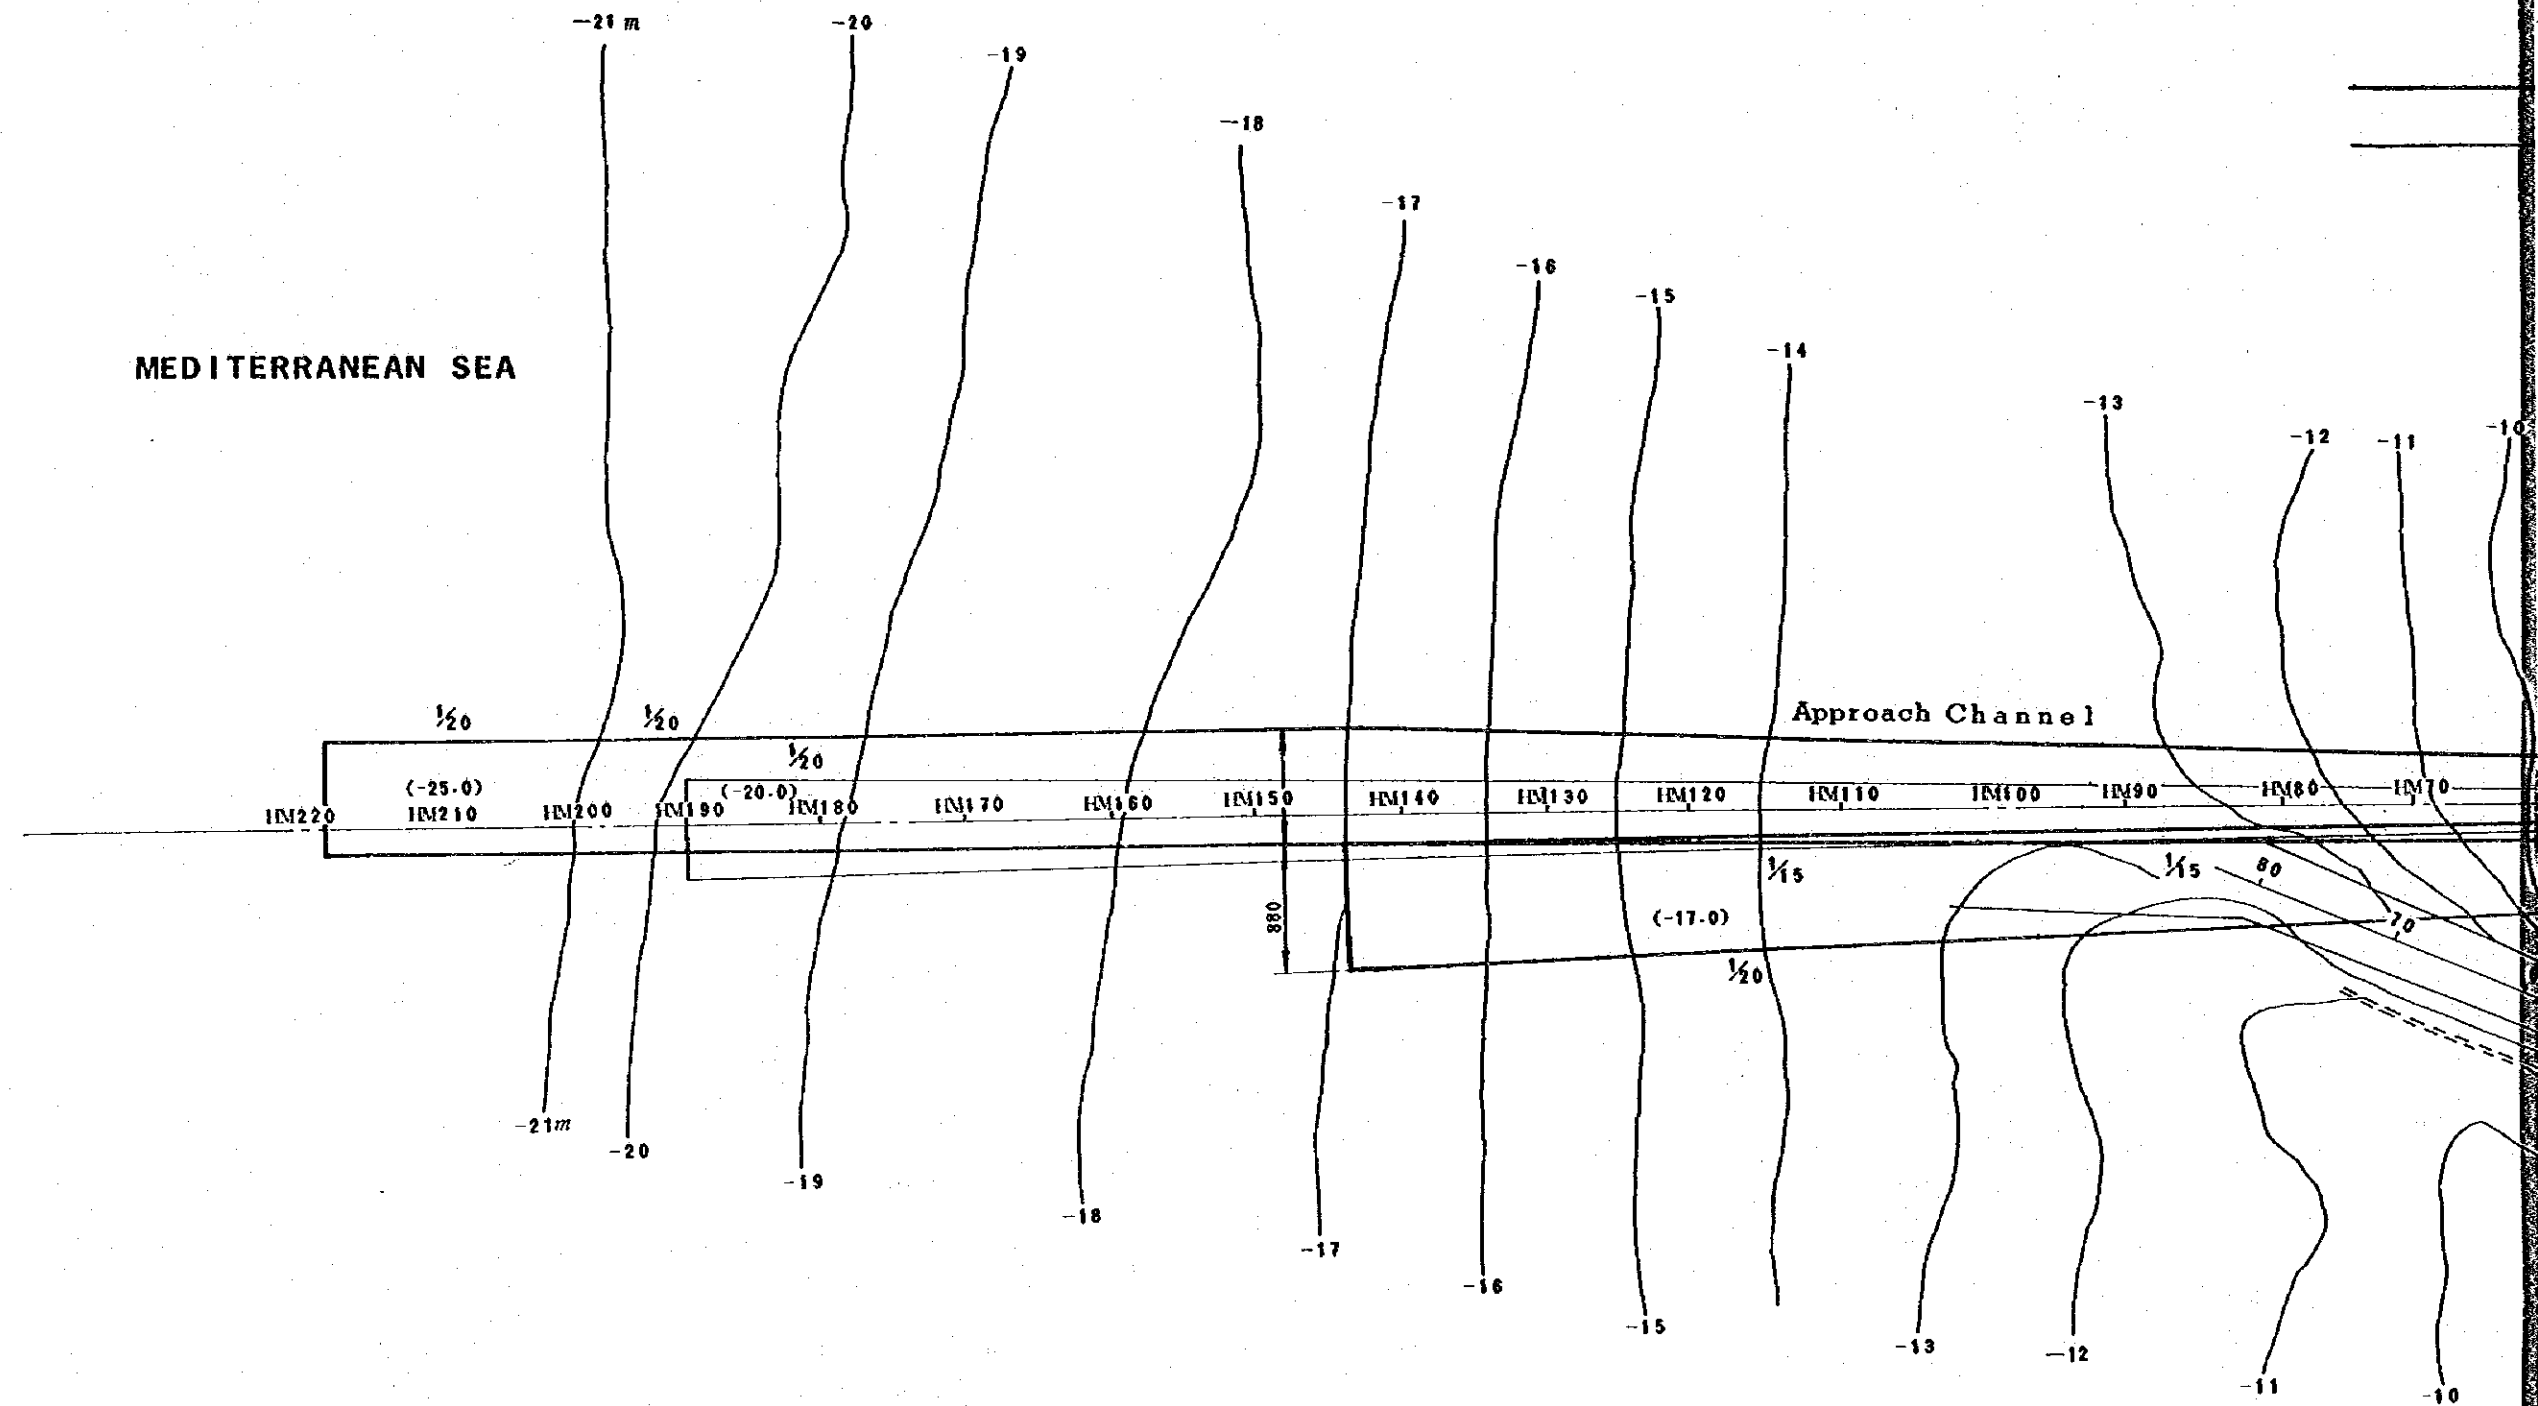 -21 m
-20
-19
-18
-17
-16
-15
-14
-13
-12
-11
-10
MEDITERRANEAN SEA
Approach Channel
1/20
1/20
1/20
(-25.0)
(-20.0)
HM220
HM210
HM200
HM190
HM180
HM170
HM160
HM150
HM140
HM130
HM120
HM110
HM100
HM90
HM80
HM70
1/15
1/15
80
880
(-17.0)
70
1/20
-21m
-20
-19
-18
-17
-16
-15
-13
-12
-11
-10